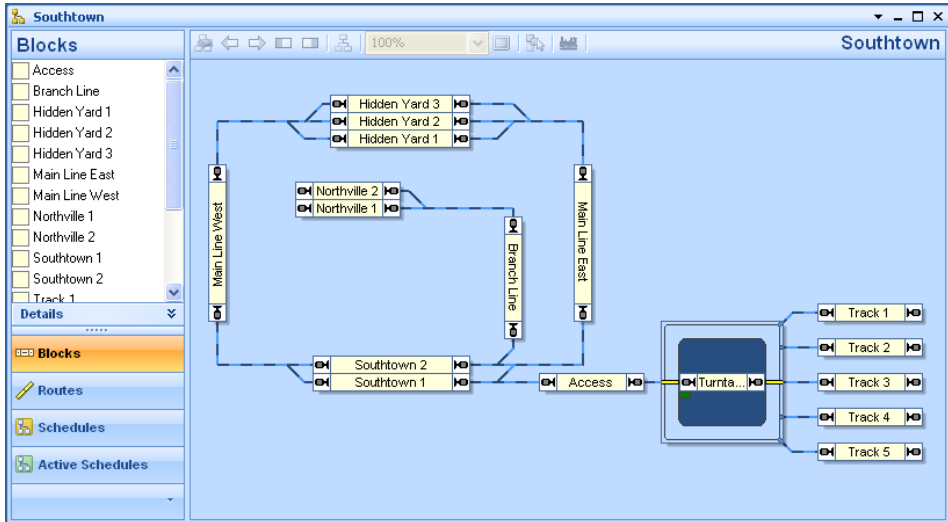 Southtown
Blocks
100%
Southtown
Access
Branch Line
Hidden Yard 1
Hidden Yard 2
Hidden Yard 3
Main Line East
Main Line West
Northville 1
Northville 2
Southtown 1
Southtown 2
Track 1
Details
Blocks
Routes
Schedules
Active Schedules
Hidden Yard 3
Hidden Yard 2
Hidden Yard 1
Northville 2
Northville 1
Main Line West
Branch Line
Main Line East
Southtown 2
Southtown 1
Access
Turnta...
Track 1
Track 2
Track 3
Track 4
Track 5